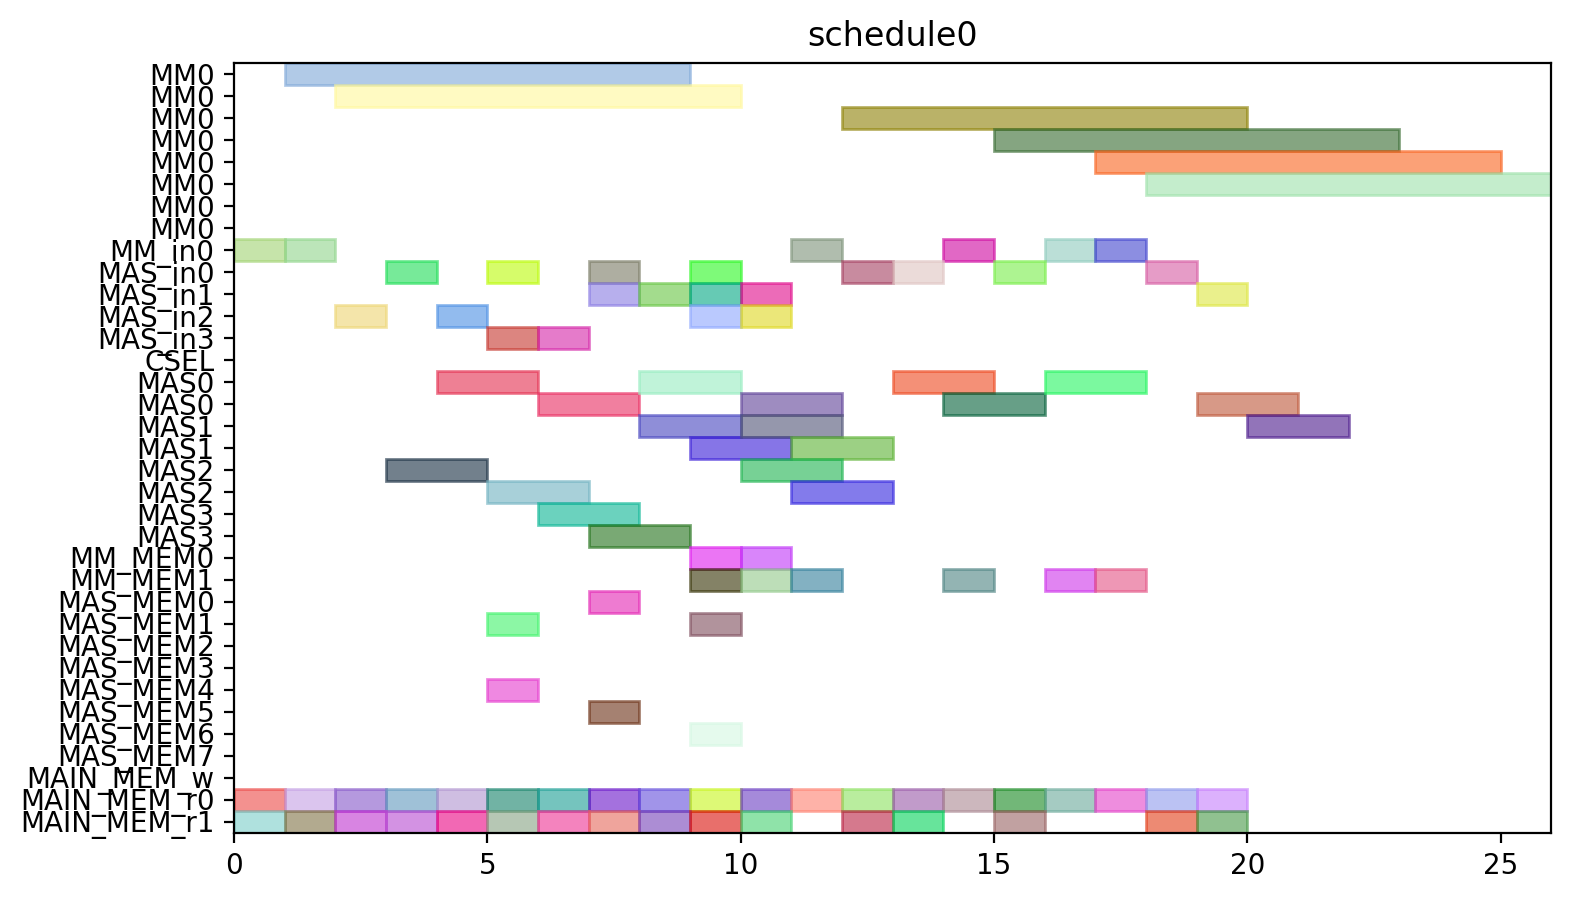 schedule0
MM0
MM0
MM0
MM0
MM0
MM0
MM0
MM0
MM_in0
MAS_in0
MAS_in1
MAS_in2
MAS_in3
CSEL
MAS0
MAS0
MAS1
MAS1
MAS2
MAS2
MAS3
MAS3
MM_MEM0
MM_MEM1
MAS_MEM0
MAS_MEM1
MAS_MEM2
MAS_MEM3
MAS_MEM4
MAS_MEM5
MAS_MEM6
MAS_MEM7
MAIN_MEM_w
MAIN_MEM_r0
MAIN_MEM_r1
0 5 10 15 20 25